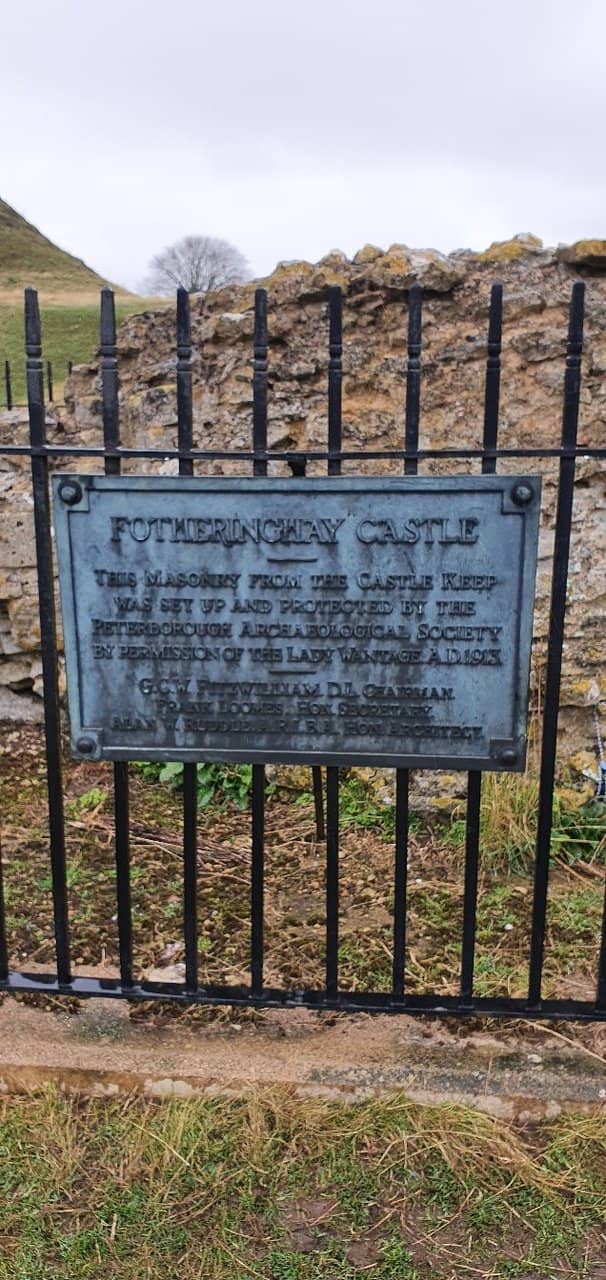 FOTHERINGHAY CASTLE
THIS MASONRY FROM THE CASTLE KEEP
WAS SET UP AND PROTECTED BY THE
PETERBOROUGH ARCHAEOLOGICAL SOCIETY
BY PERMISSION OF THE LADY WANTAGE. A.D. 1913.
G.C.W. FITZWILLIAM. D.L. CHAIRMAN.
FRANK LOOMES. HON. SECRETARY.
ALAN W. A.R.I.B.A. HON. ARCHITECT.